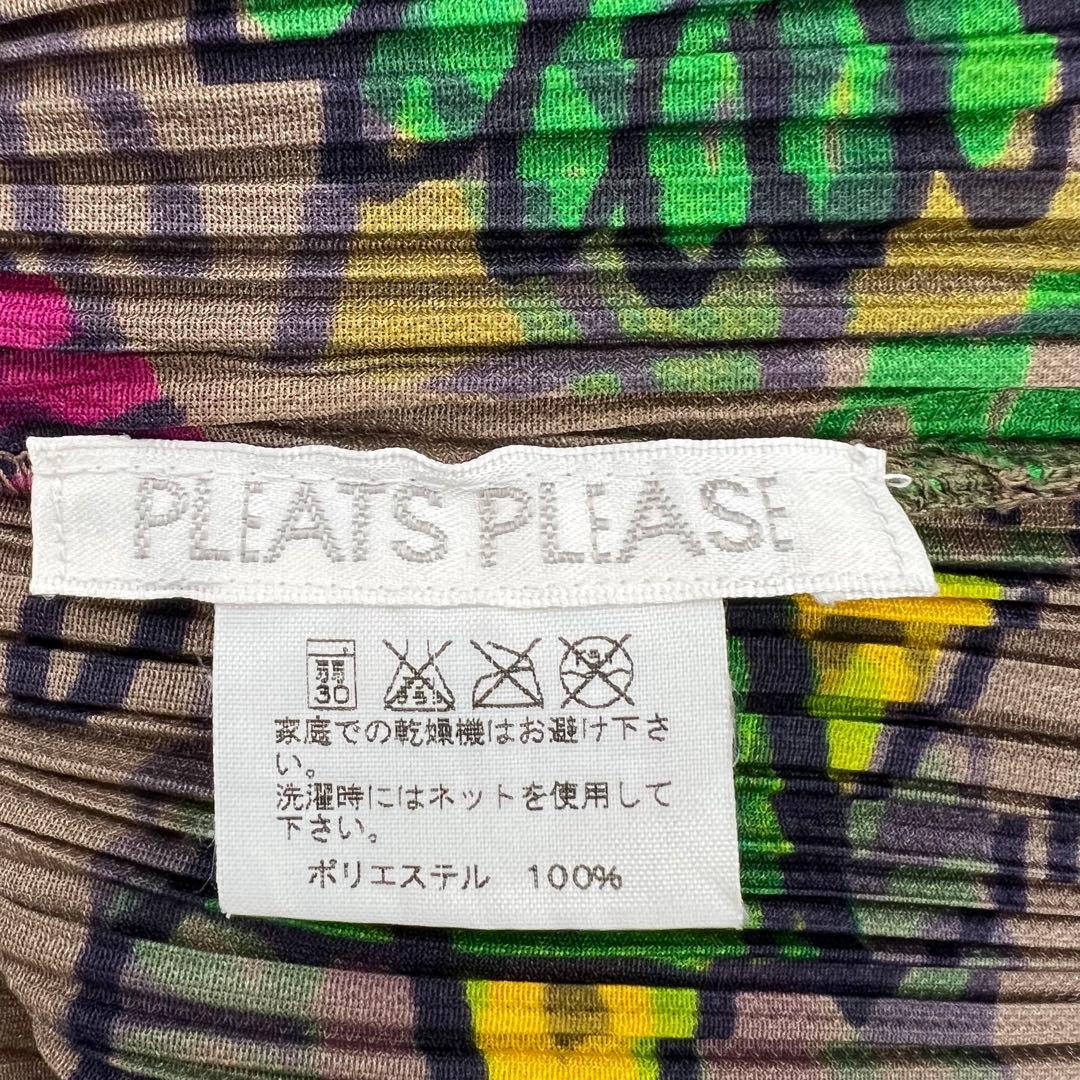 PLEATS PLEASE
弱
30
家庭での乾燥機はお避け下さ
い。
洗濯時にはネットを使用して
下さい。
ポリエステル 100%